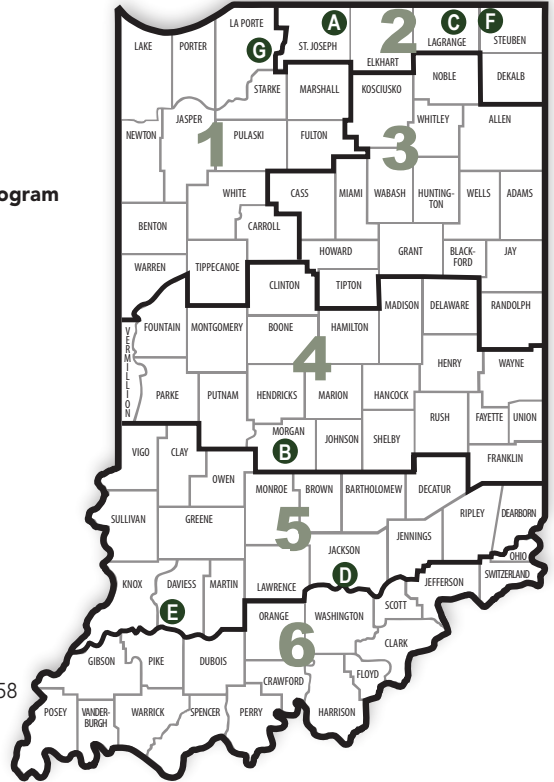 LA PORTE
A
2
C
F
LAKE
PORTER
G
ST. JOSEPH
ELKHART
LAGRANGE
STEUBEN
STARKE
MARSHALL
KOSCIUSKO
NOBLE
DEKALB
NEWTON
JASPER
1
PULASKI
FULTON
3
WHITLEY
ALLEN
ogram
WHITE
CASS
MIAMI
WABASH
HUNTING-
TON
WELLS
ADAMS
BENTON
CARROLL
HOWARD
GRANT
BLACK-
FORD
JAY
WARREN
TIPPECANOE
CLINTON
TIPTON
MADISON
DELAWARE
RANDOLPH
VERMILLION
FOUNTAIN
MONTGOMERY
BOONE
HAMILTON
4
HENRY
WAYNE
PARKE
PUTNAM
HENDRICKS
MARION
HANCOCK
RUSH
FAYETTE
UNION
MORGAN
B
JOHNSON
SHELBY
VIGO
CLAY
OWEN
FRANKLIN
MONROE
BROWN
BARTHOLOMEW
DECATUR
SULLIVAN
GREENE
5
RIPLEY
DEARBORN
JENNINGS
JACKSON
D
OHIO
KNOX
DAVIESS
MARTIN
LAWRENCE
JEFFERSON
SWITZERLAND
E
ORANGE
WASHINGTON
SCOTT
6
CLARK
GIBSON
PIKE
DUBOIS
CRAWFORD
FLOYD
58
POSEY
VANDER-
BURGH
WARRICK
SPENCER
PERRY
HARRISON